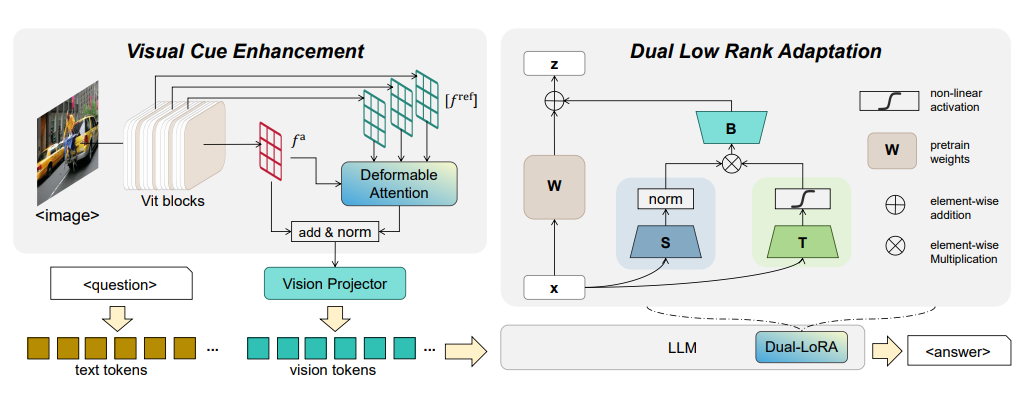 Visual Cue Enhancement
[f^ref]
f^a
Deformable
Attention
<image>
Vit blocks
add & norm
<question>
Vision Projector
text tokens
...
vision tokens
...
Dual Low Rank Adaptation
z
B
W
norm
S
T
x
non-linear
activation
W
pretrain
weights
element-wise
addition
element-wise
Multiplication
LLM
Dual-LoRA
<answer>